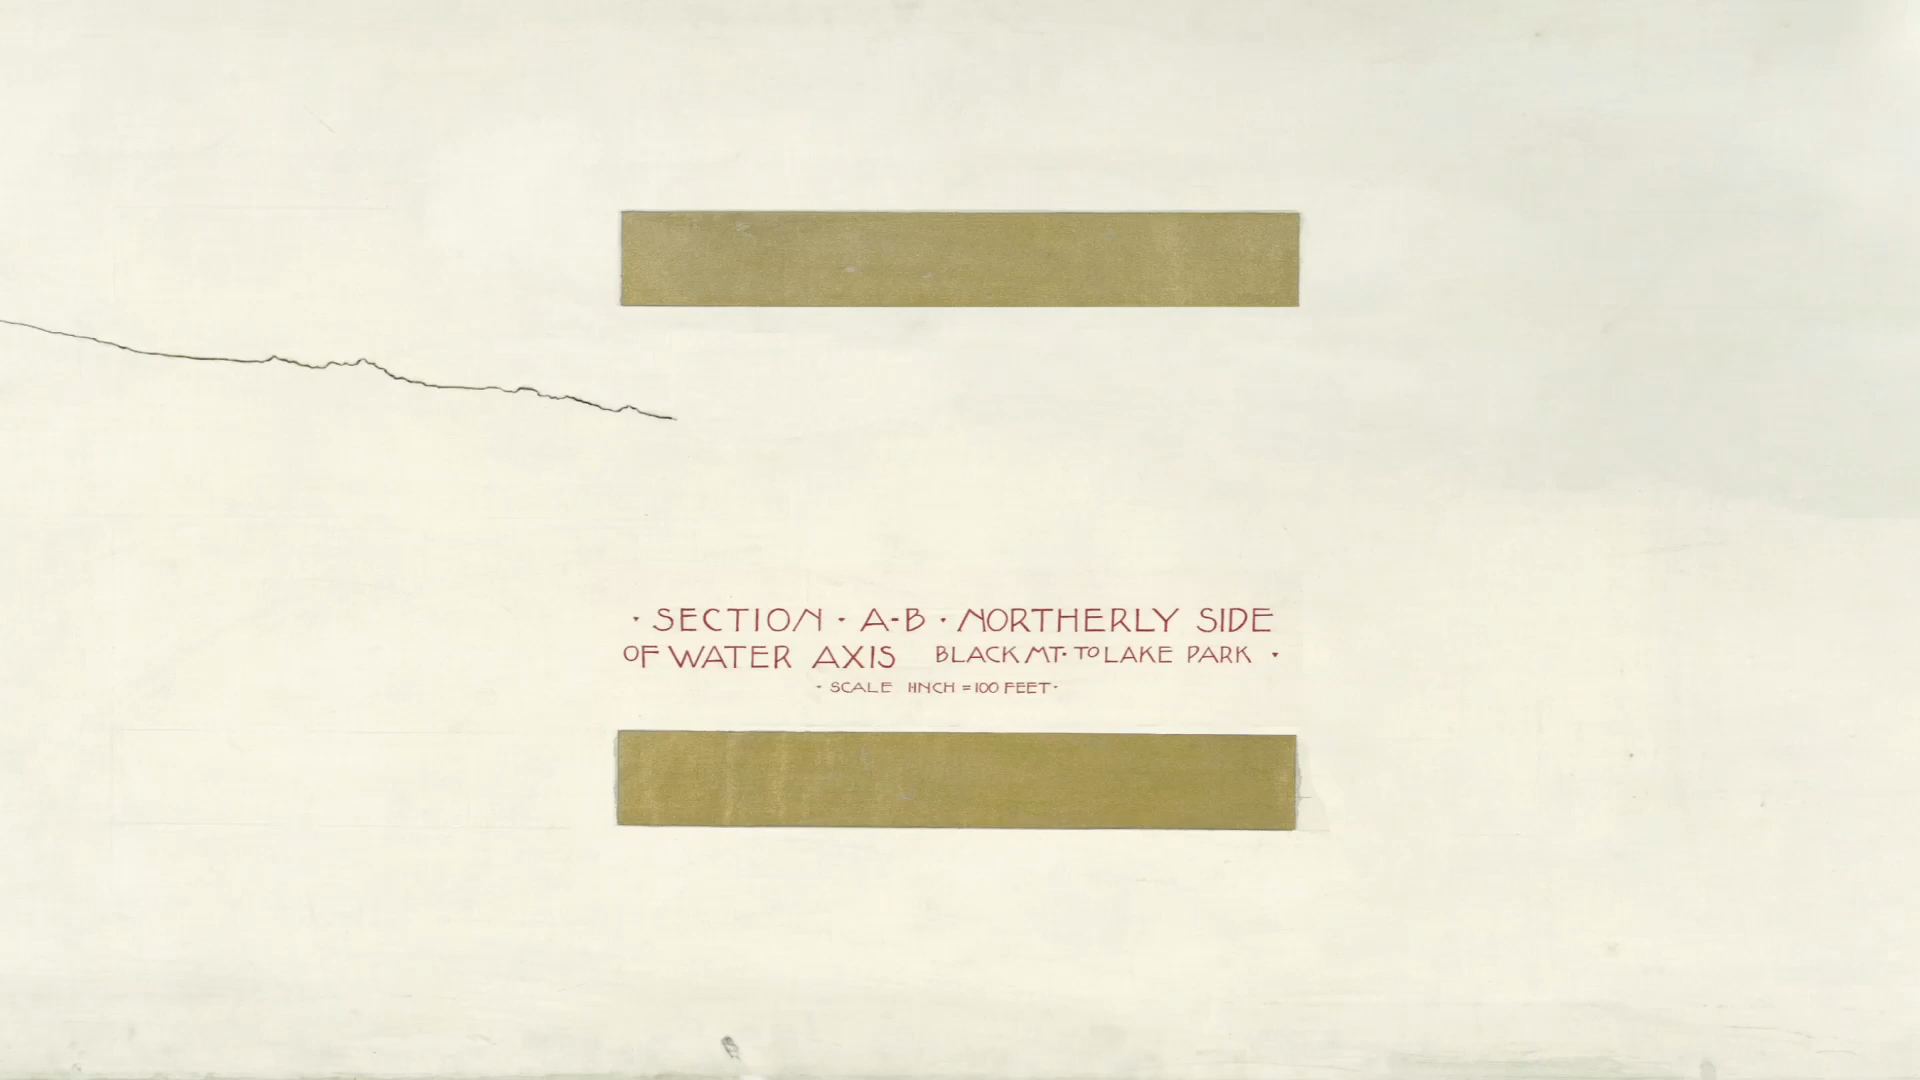 · SECTION · A-B · NORTHERLY SIDE
OF WATER AXIS BLACK MT· TO LAKE PARK ·
· SCALE 1INCH = 100 FEET ·